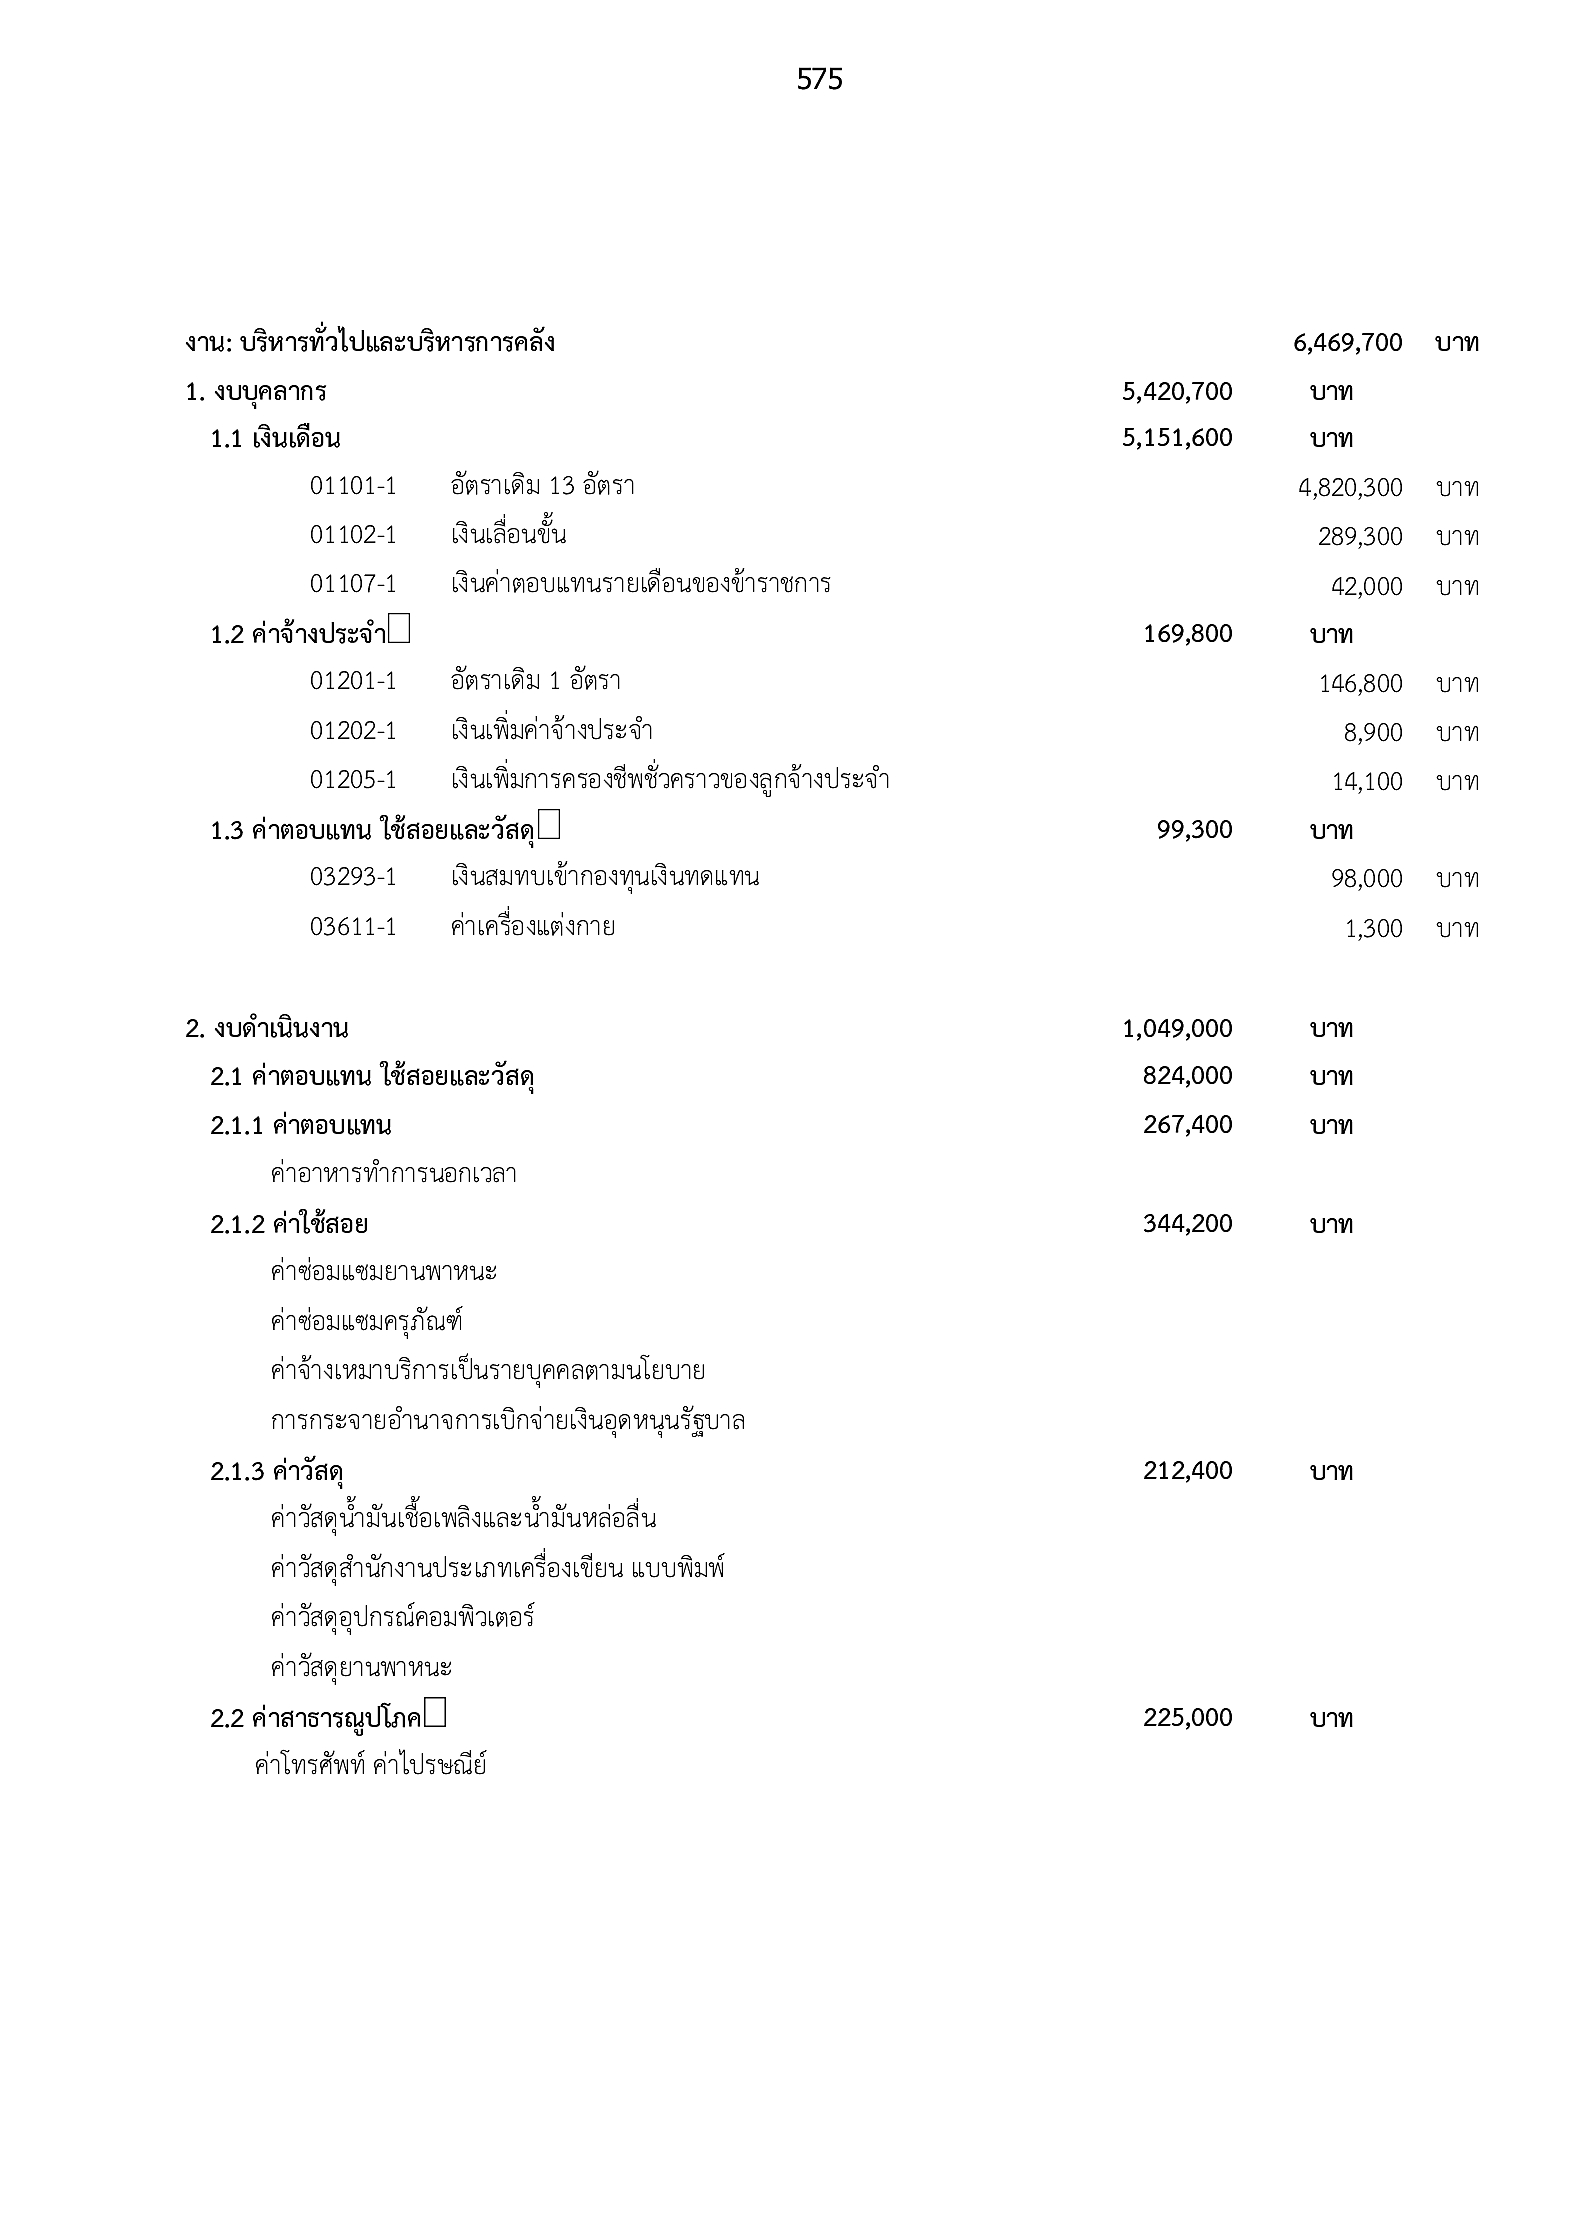 575
งาน: บริหารทั่วไปและบริหารการคลัง 6,469,700 บาท
1. งบบุคลากร 5,420,700 บาท
1.1 เงินเดือน 5,151,600 บาท
01101-1 อัตราเดิม 13 อัตรา 4,820,300 บาท
01102-1 เงินเลื่อนขั้น 289,300 บาท
01107-1 เงินค่าตอบแทนรายเดือนของข้าราชการ 42,000 บาท
1.2 ค่าจ้างประจำ 169,800 บาท
01201-1 อัตราเดิม 1 อัตรา 146,800 บาท
01202-1 เงินเพิ่มค่าจ้างประจำ 8,900 บาท
01205-1 เงินเพิ่มการครองชีพชั่วคราวของลูกจ้างประจำ 14,100 บาท
1.3 ค่าตอบแทน ใช้สอยและวัสดุ 99,300 บาท
03293-1 เงินสมทบเข้ากองทุนเงินทดแทน 98,000 บาท
03611-1 ค่าเครื่องแต่งกาย 1,300 บาท
2. งบดำเนินงาน 1,049,000 บาท
2.1 ค่าตอบแทน ใช้สอยและวัสดุ 824,000 บาท
2.1.1 ค่าตอบแทน 267,400 บาท
ค่าอาหารทำการนอกเวลา
2.1.2 ค่าใช้สอย 344,200 บาท
ค่าซ่อมแซมยานพาหนะ
ค่าซ่อมแซมครุภัณฑ์
ค่าจ้างเหมาบริการเป็นรายบุคคลตามนโยบาย
การกระจายอำนาจการเบิกจ่ายเงินอุดหนุนรัฐบาล
2.1.3 ค่าวัสดุ 212,400 บาท
ค่าวัสดุน้ำมันเชื้อเพลิงและน้ำมันหล่อลื่น
ค่าวัสดุสำนักงานประเภทเครื่องเขียน แบบพิมพ์
ค่าวัสดุอุปกรณ์คอมพิวเตอร์
ค่าวัสดุยานพาหนะ
2.2 ค่าสาธารณูปโภค 225,000 บาท
ค่าโทรศัพท์ ค่าไปรษณีย์